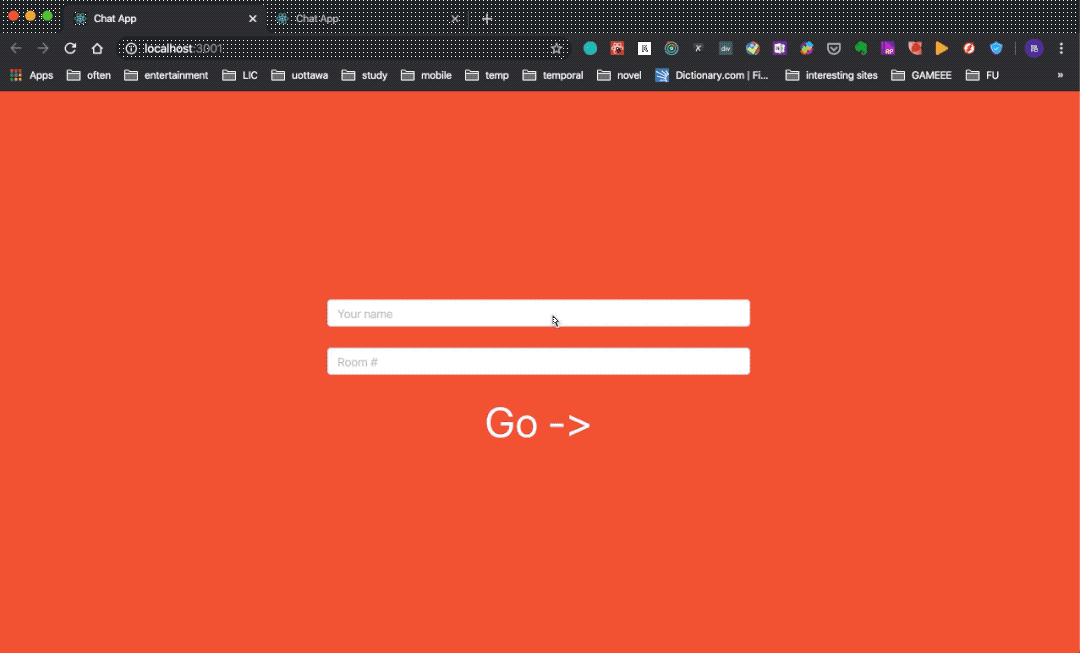 Chat App
Chat App
localhost:3001
Apps often entertainment LIC uottawa study mobile temp temporal novel Dictionary.com | Fi... interesting sites GAMEEE FU »
Your name
Room #
Go ->